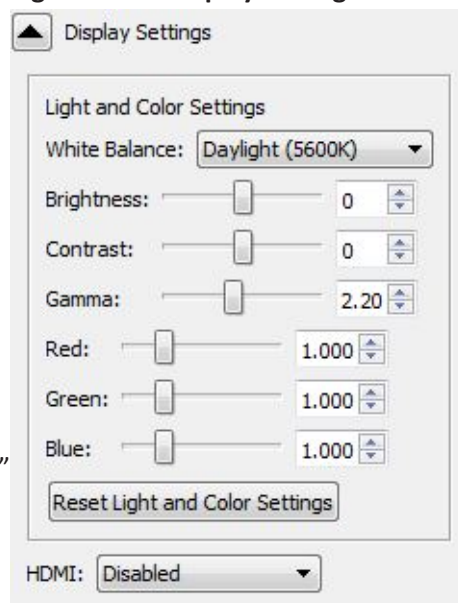 Display Settings
Light and Color Settings
White Balance: Daylight (5600K)
Brightness: 0
Contrast: 0
Gamma: 2.20
Red: 1.000
Green: 1.000
Blue: 1.000
”
Reset Light and Color Settings
HDMI: Disabled